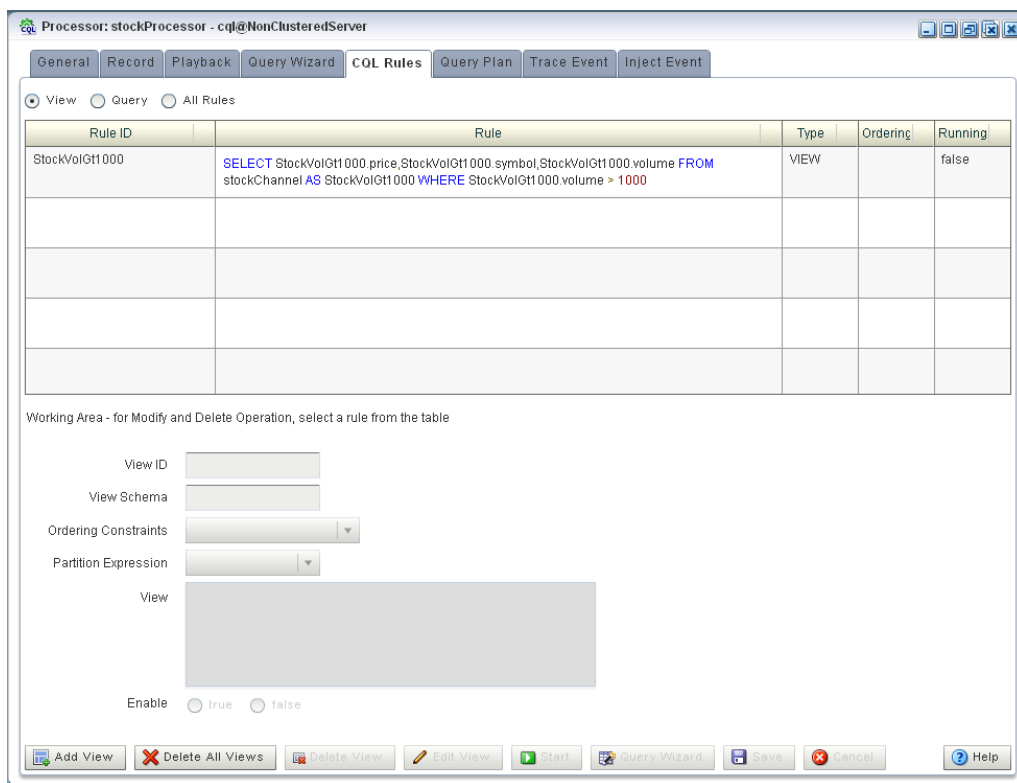 CQL Processor: stockProcessor - cql@NonClusteredServer
General Record Playback Query Wizard CQL Rules Query Plan Trace Event Inject Event
View Query All Rules
Rule ID Rule Type Ordering Running
StockVolGt1000 SELECT StockVolGt1000.price,StockVolGt1000.symbol,StockVolGt1000.volume FROM VIEW false
stockChannel AS StockVolGt1000 WHERE StockVolGt1000.volume > 1000
Working Area - for Modify and Delete Operation, select a rule from the table
View ID
View Schema
Ordering Constraints
Partition Expression
View
Enable true false
Add View Delete All Views Delete View Edit View Start Query Wizard Save Cancel Help